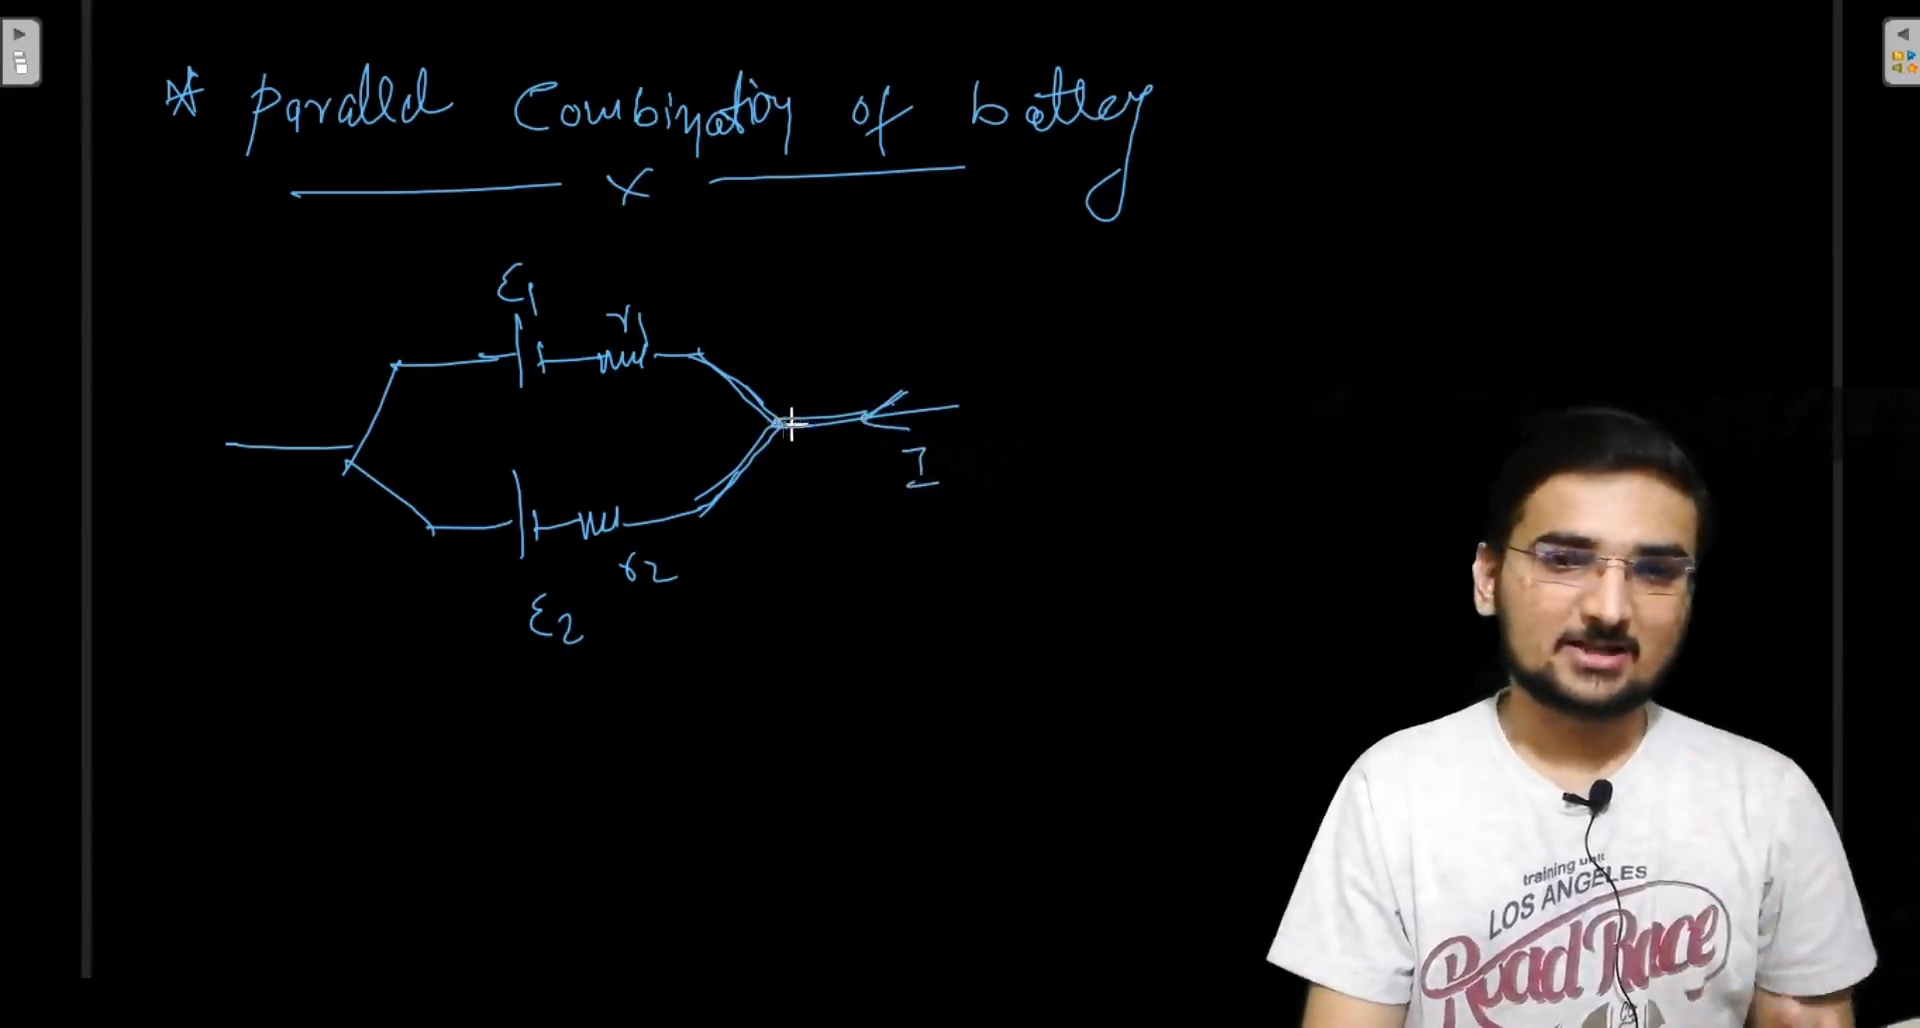 * Parallel Combination of battery
x
ε1
r1
I
r2
ε2
training unit
LOS ANGELES
Road Race